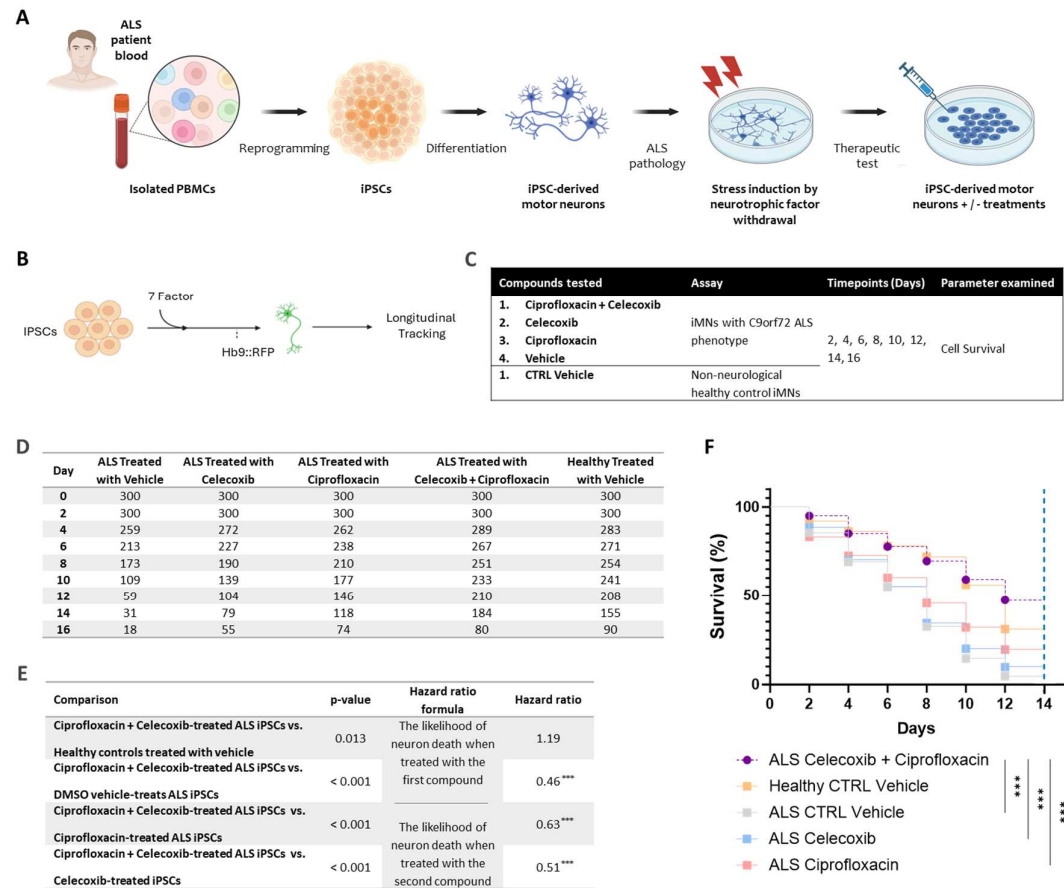 A
ALS
patient
blood
Reprogramming
Differentiation
ALS
pathology
Therapeutic
test
Isolated PBMCs
iPSCs
iPSC-derived
motor neurons
Stress induction by
neurotrophic factor
withdrawal
iPSC-derived motor
neurons + / - treatments
B
7 Factor
IPSCs
Hb9::RFP
Longitudinal
Tracking
C
Compounds tested Assay Timepoints (Days) Parameter examined
1. Ciprofloxacin + Celecoxib
2. Celecoxib
3. Ciprofloxacin
4. Vehicle
iMNs with C9orf72 ALS
phenotype
1. CTRL Vehicle
Non-neurological
healthy control iMNs
2, 4, 6, 8, 10, 12,
14, 16
Cell Survival
D
Day
ALS Treated
with Vehicle
ALS Treated with
Celecoxib
ALS Treated with
Ciprofloxacin
ALS Treated with
Celecoxib + Ciprofloxacin
Healthy Treated
with Vehicle
0 300 300 300 300 300
2 300 300 300 300 300
4 259 272 262 289 283
6 213 227 238 267 271
8 173 190 210 251 254
10 109 139 177 233 241
12 59 104 146 210 208
14 31 79 118 184 155
16 18 55 74 80 90
E
Comparison
p-value
Hazard ratio
formula
Hazard ratio
Ciprofloxacin + Celecoxib-treated ALS iPSCs vs.
Healthy controls treated with vehicle
0.013
1.19
Ciprofloxacin + Celecoxib-treated ALS iPSCs vs.
DMSO vehicle-treats ALS iPSCs
< 0.001
0.46***
Ciprofloxacin + Celecoxib-treated ALS iPSCs vs.
Ciprofloxacin-treated ALS iPSCs
< 0.001
0.63***
Ciprofloxacin + Celecoxib-treated ALS iPSCs vs.
Celecoxib-treated iPSCs
< 0.001
0.51***
The likelihood of
neuron death when
treated with the
first compound
The likelihood of
neuron death when
treated with the
second compound
F
Survival (%)
100
50
0
0 2 4 6 8 10 12 14
Days
ALS Celecoxib + Ciprofloxacin
Healthy CTRL Vehicle
ALS CTRL Vehicle
ALS Celecoxib
ALS Ciprofloxacin
***
***
***